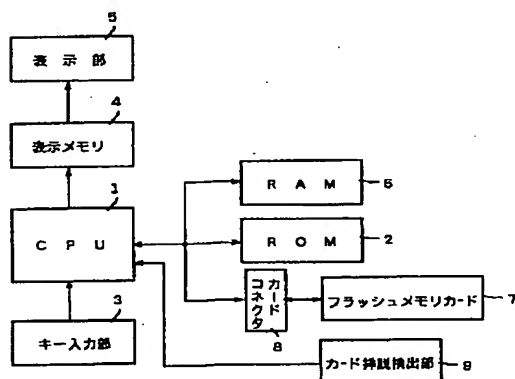 5
表示部
4
表示メモリ
1
CPU
3
キー入力部
RAM
6
ROM
2
カード
コネクタ
8
フラッシュメモリカード
7
カード挿脱検出部
9